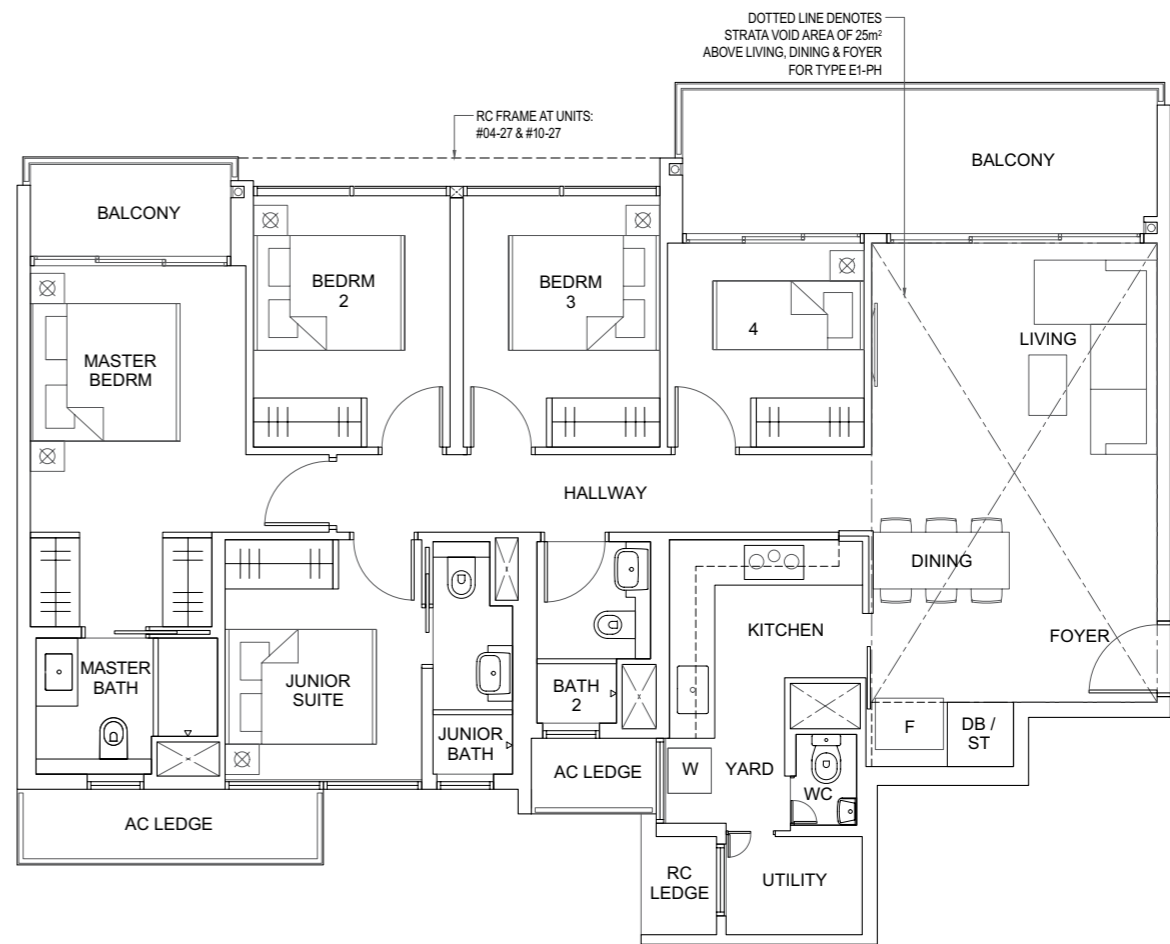 DOTTED LINE DENOTES
STRATA VOID AREA OF 25m²
ABOVE LIVING, DINING & FOYER
FOR TYPE E1-PH
RC FRAME AT UNITS:
#04-27 & #10-27
BALCONY
BALCONY
BEDRM
2
BEDRM
3
4
LIVING
MASTER
BEDRM
HALLWAY
DINING
KITCHEN
FOYER
MASTER
BATH
JUNIOR
SUITE
BATH
2
JUNIOR
BATH
F
DB /
ST
AC LEDGE
W
YARD
WC
AC LEDGE
RC
LEDGE
UTILITY